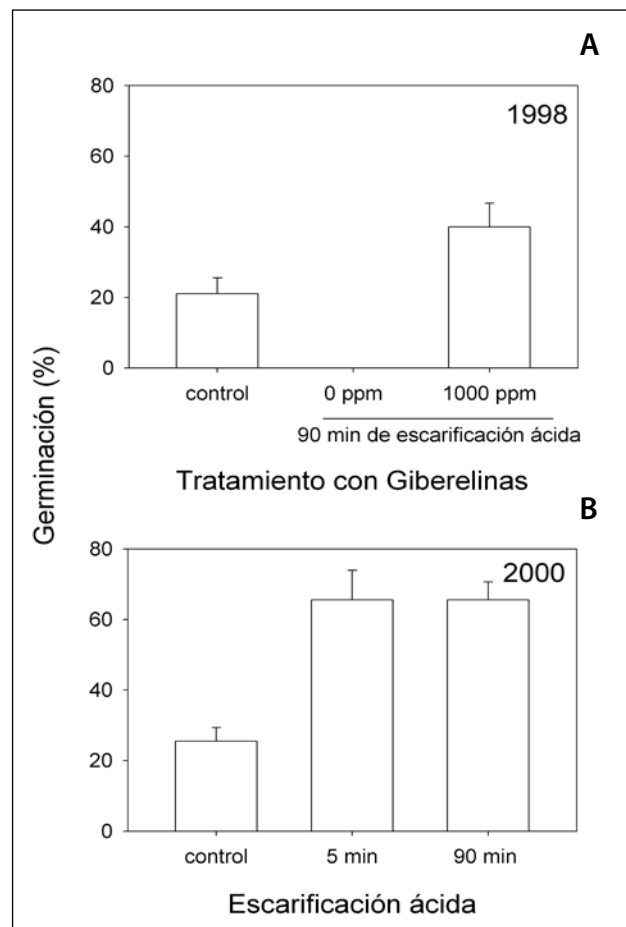 A
1998
80
60
40
20
0
control 0 ppm 1000 ppm
90 min de escarificación ácida
Tratamiento con Giberelinas
Germinación (%)
B
2000
80
60
40
20
0
control 5 min 90 min
Escarificación ácida